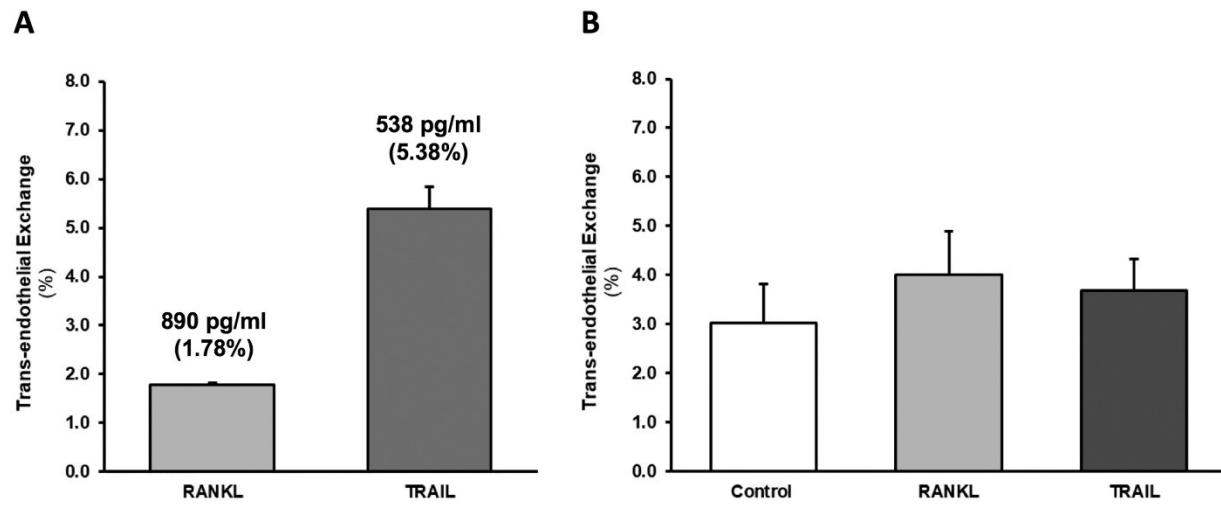 A
Trans-endothelial Exchange
(%)
8.0
7.0
6.0
5.0
4.0
3.0
2.0
1.0
0.0
890 pg/ml
(1.78%)
538 pg/ml
(5.38%)
RANKL
TRAIL
B
Trans-endothelial Exchange
(%)
8.0
7.0
6.0
5.0
4.0
3.0
2.0
1.0
0.0
Control
RANKL
TRAIL